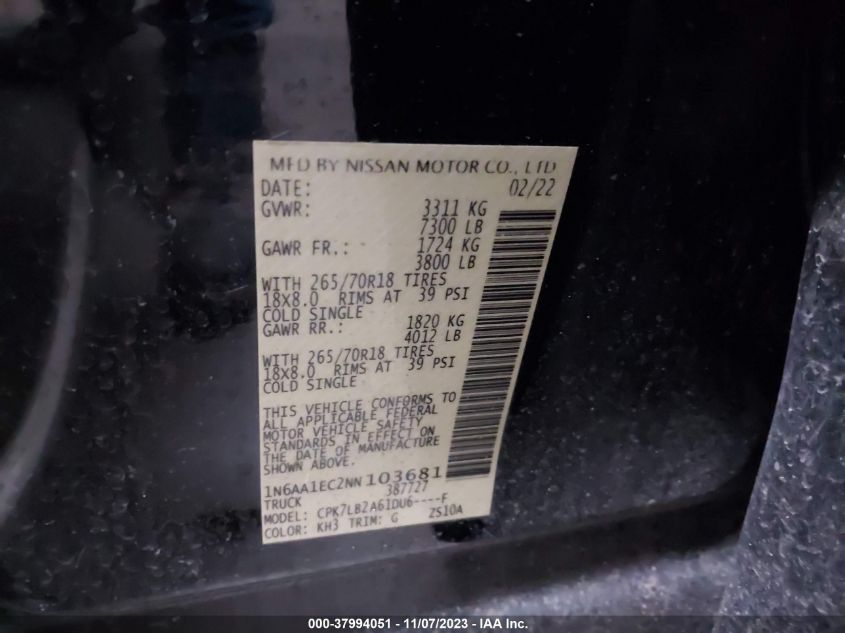 MFD BY NISSAN MOTOR CO., LTD
DATE: 02/22
GVWR: 3311 KG
7300 LB
GAWR FR.: 1724 KG
3800 LB
WITH 265/70R18 TIRES
18X8.0 RIMS AT 39 PSI
COLD SINGLE
GAWR RR.: 1820 KG
4012 LB
WITH 265/70R18 TIRES
18X8.0 RIMS AT 39 PSI
COLD SINGLE
THIS VEHICLE CONFORMS TO
ALL APPLICABLE FEDERAL
MOTOR VEHICLE SAFETY
STANDARDS IN EFFECT ON
THE DATE OF MANUFACTURE
SHOWN ABOVE.
1N6AA1EC2NN103681
TRUCK 387727
MODEL: CPK7LB2A61DU6----F
COLOR: KH3 TRIM: G ZS10A
000-37994051 - 11/07/2023 - IAA Inc.